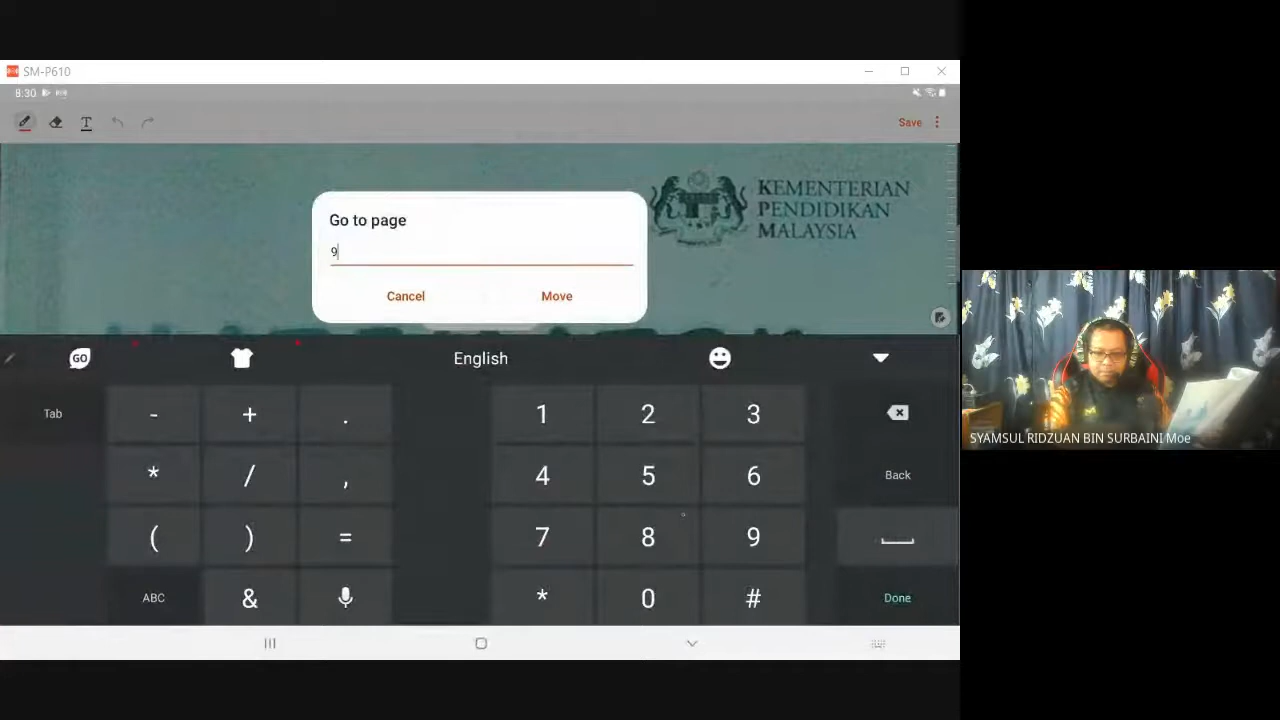 SM-P610
8:30
T
Save
KEMENTERIAN
PENDIDIKAN
MALAYSIA
Go to page
9
Cancel
Move
GO
English
Tab
- + . 1 2 3
* / , 4 5 6
Back
( ) = 7 8 9
ABC
& * 0 #
Done
SYAMSUL RIDZUAN BIN SURBAINI Moe